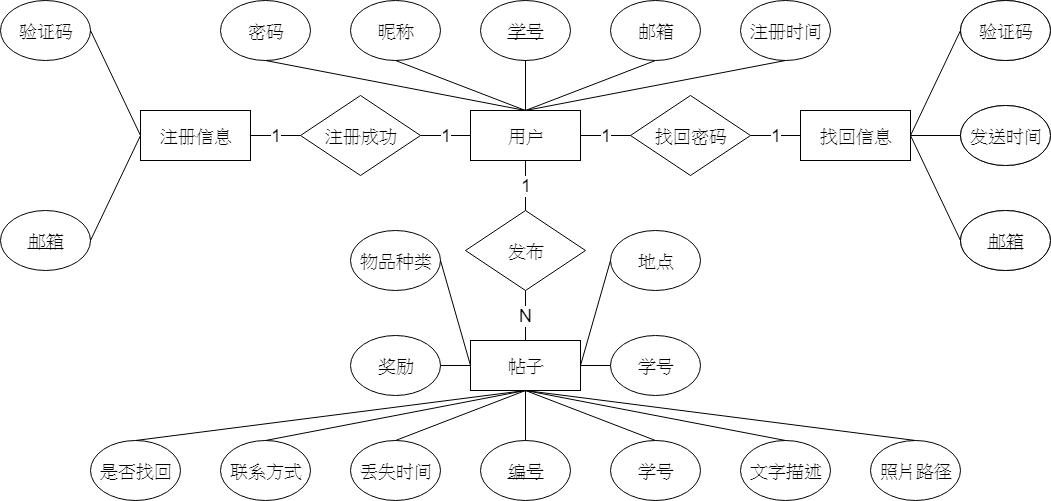 验证码
密码
昵称
学号
邮箱
注册时间
验证码
注册信息
1
注册成功
1
用户
1
找回密码
1
找回信息
发送时间
1
邮箱
发布
邮箱
物品种类
地点
N
奖励
帖子
学号
是否找回
联系方式
丢失时间
编号
学号
文字描述
照片路径